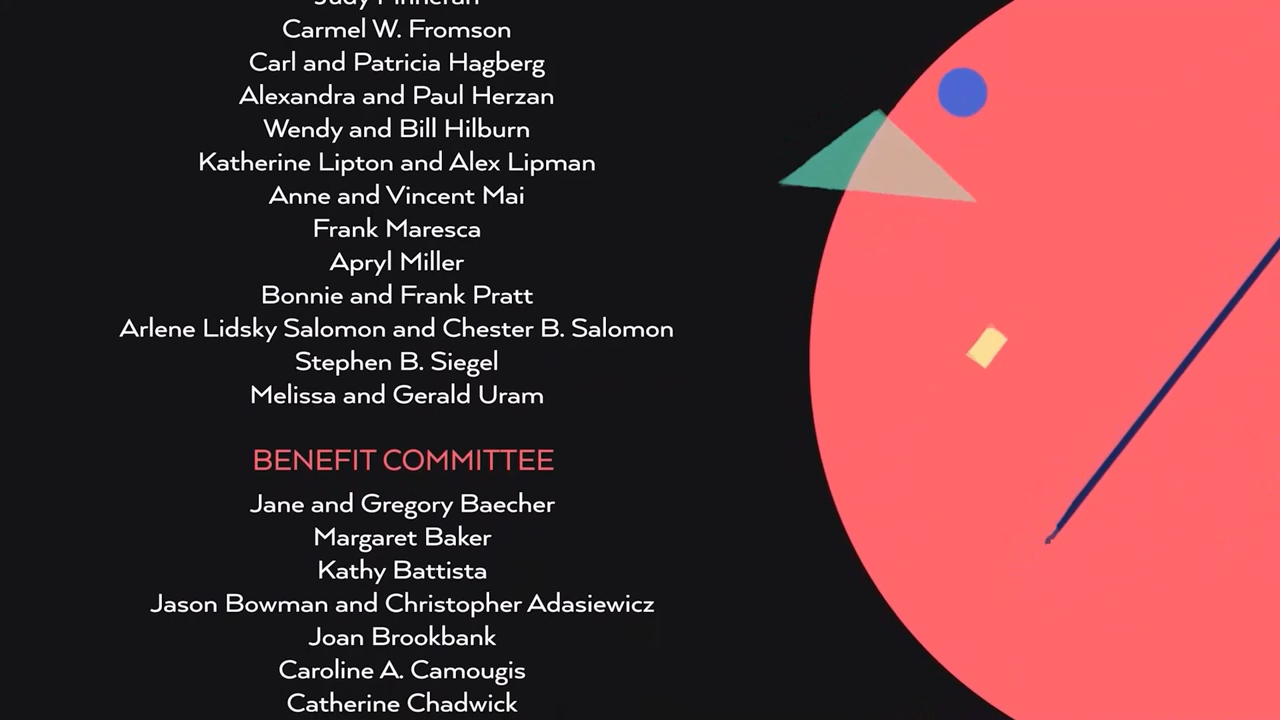 Carmel W. Fromson
Carl and Patricia Hagberg
Alexandra and Paul Herzan
Wendy and Bill Hilburn
Katherine Lipton and Alex Lipman
Anne and Vincent Mai
Frank Maresca
Apryl Miller
Bonnie and Frank Pratt
Arlene Lidsky Salomon and Chester B. Salomon
Stephen B. Siegel
Melissa and Gerald Uram
BENEFIT COMMITTEE
Jane and Gregory Baecher
Margaret Baker
Kathy Battista
Jason Bowman and Christopher Adasiewicz
Joan Brookbank
Caroline A. Camougis
Catherine Chadwick